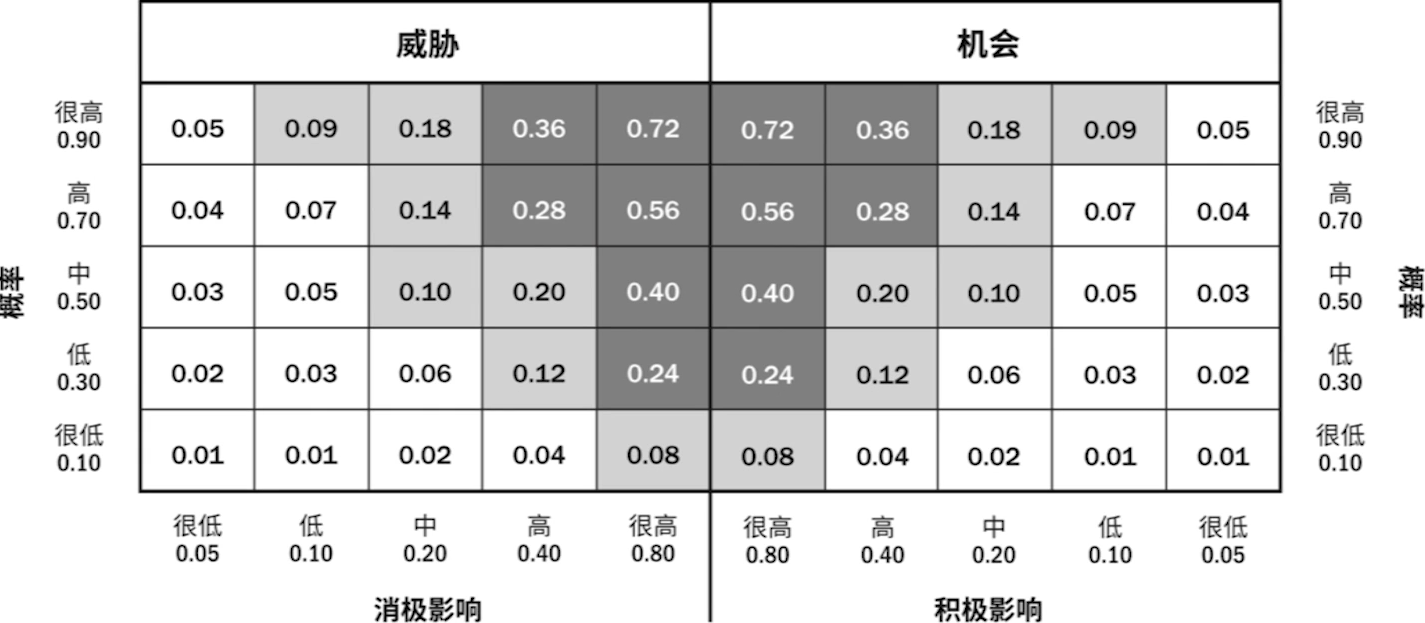 威胁 机会
很高 0.05 0.09 0.18 0.36 0.72 0.72 0.36 0.18 0.09 0.05 很高
0.90 0.90
高 0.04 0.07 0.14 0.28 0.56 0.56 0.28 0.14 0.07 0.04 高
0.70 0.70
概率 中 0.03 0.05 0.10 0.20 0.40 0.40 0.20 0.10 0.05 0.03 中 概率
0.50 0.50
低 0.02 0.03 0.06 0.12 0.24 0.24 0.12 0.06 0.03 0.02 低
0.30 0.30
很低 0.01 0.01 0.02 0.04 0.08 0.08 0.04 0.02 0.01 0.01 很低
0.10 0.10
很低 低 中 高 很高 很高 高 中 低 很低
0.05 0.10 0.20 0.40 0.80 0.80 0.40 0.20 0.10 0.05
消极影响 积极影响